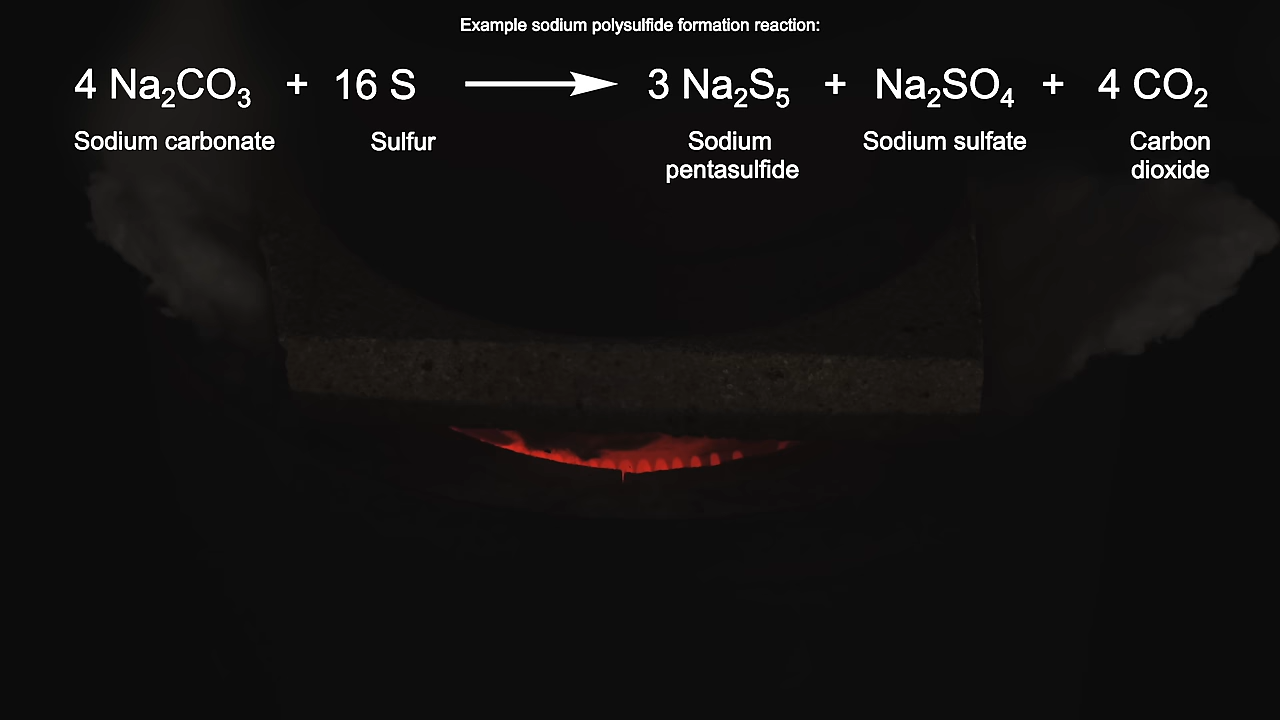 Example sodium polysulfide formation reaction:
4 Na₂CO₃ + 16 S ⟶ 3 Na₂S₅ + Na₂SO₄ + 4 CO₂
Sodium carbonate Sulfur Sodium pentasulfide Sodium sulfate Carbon dioxide